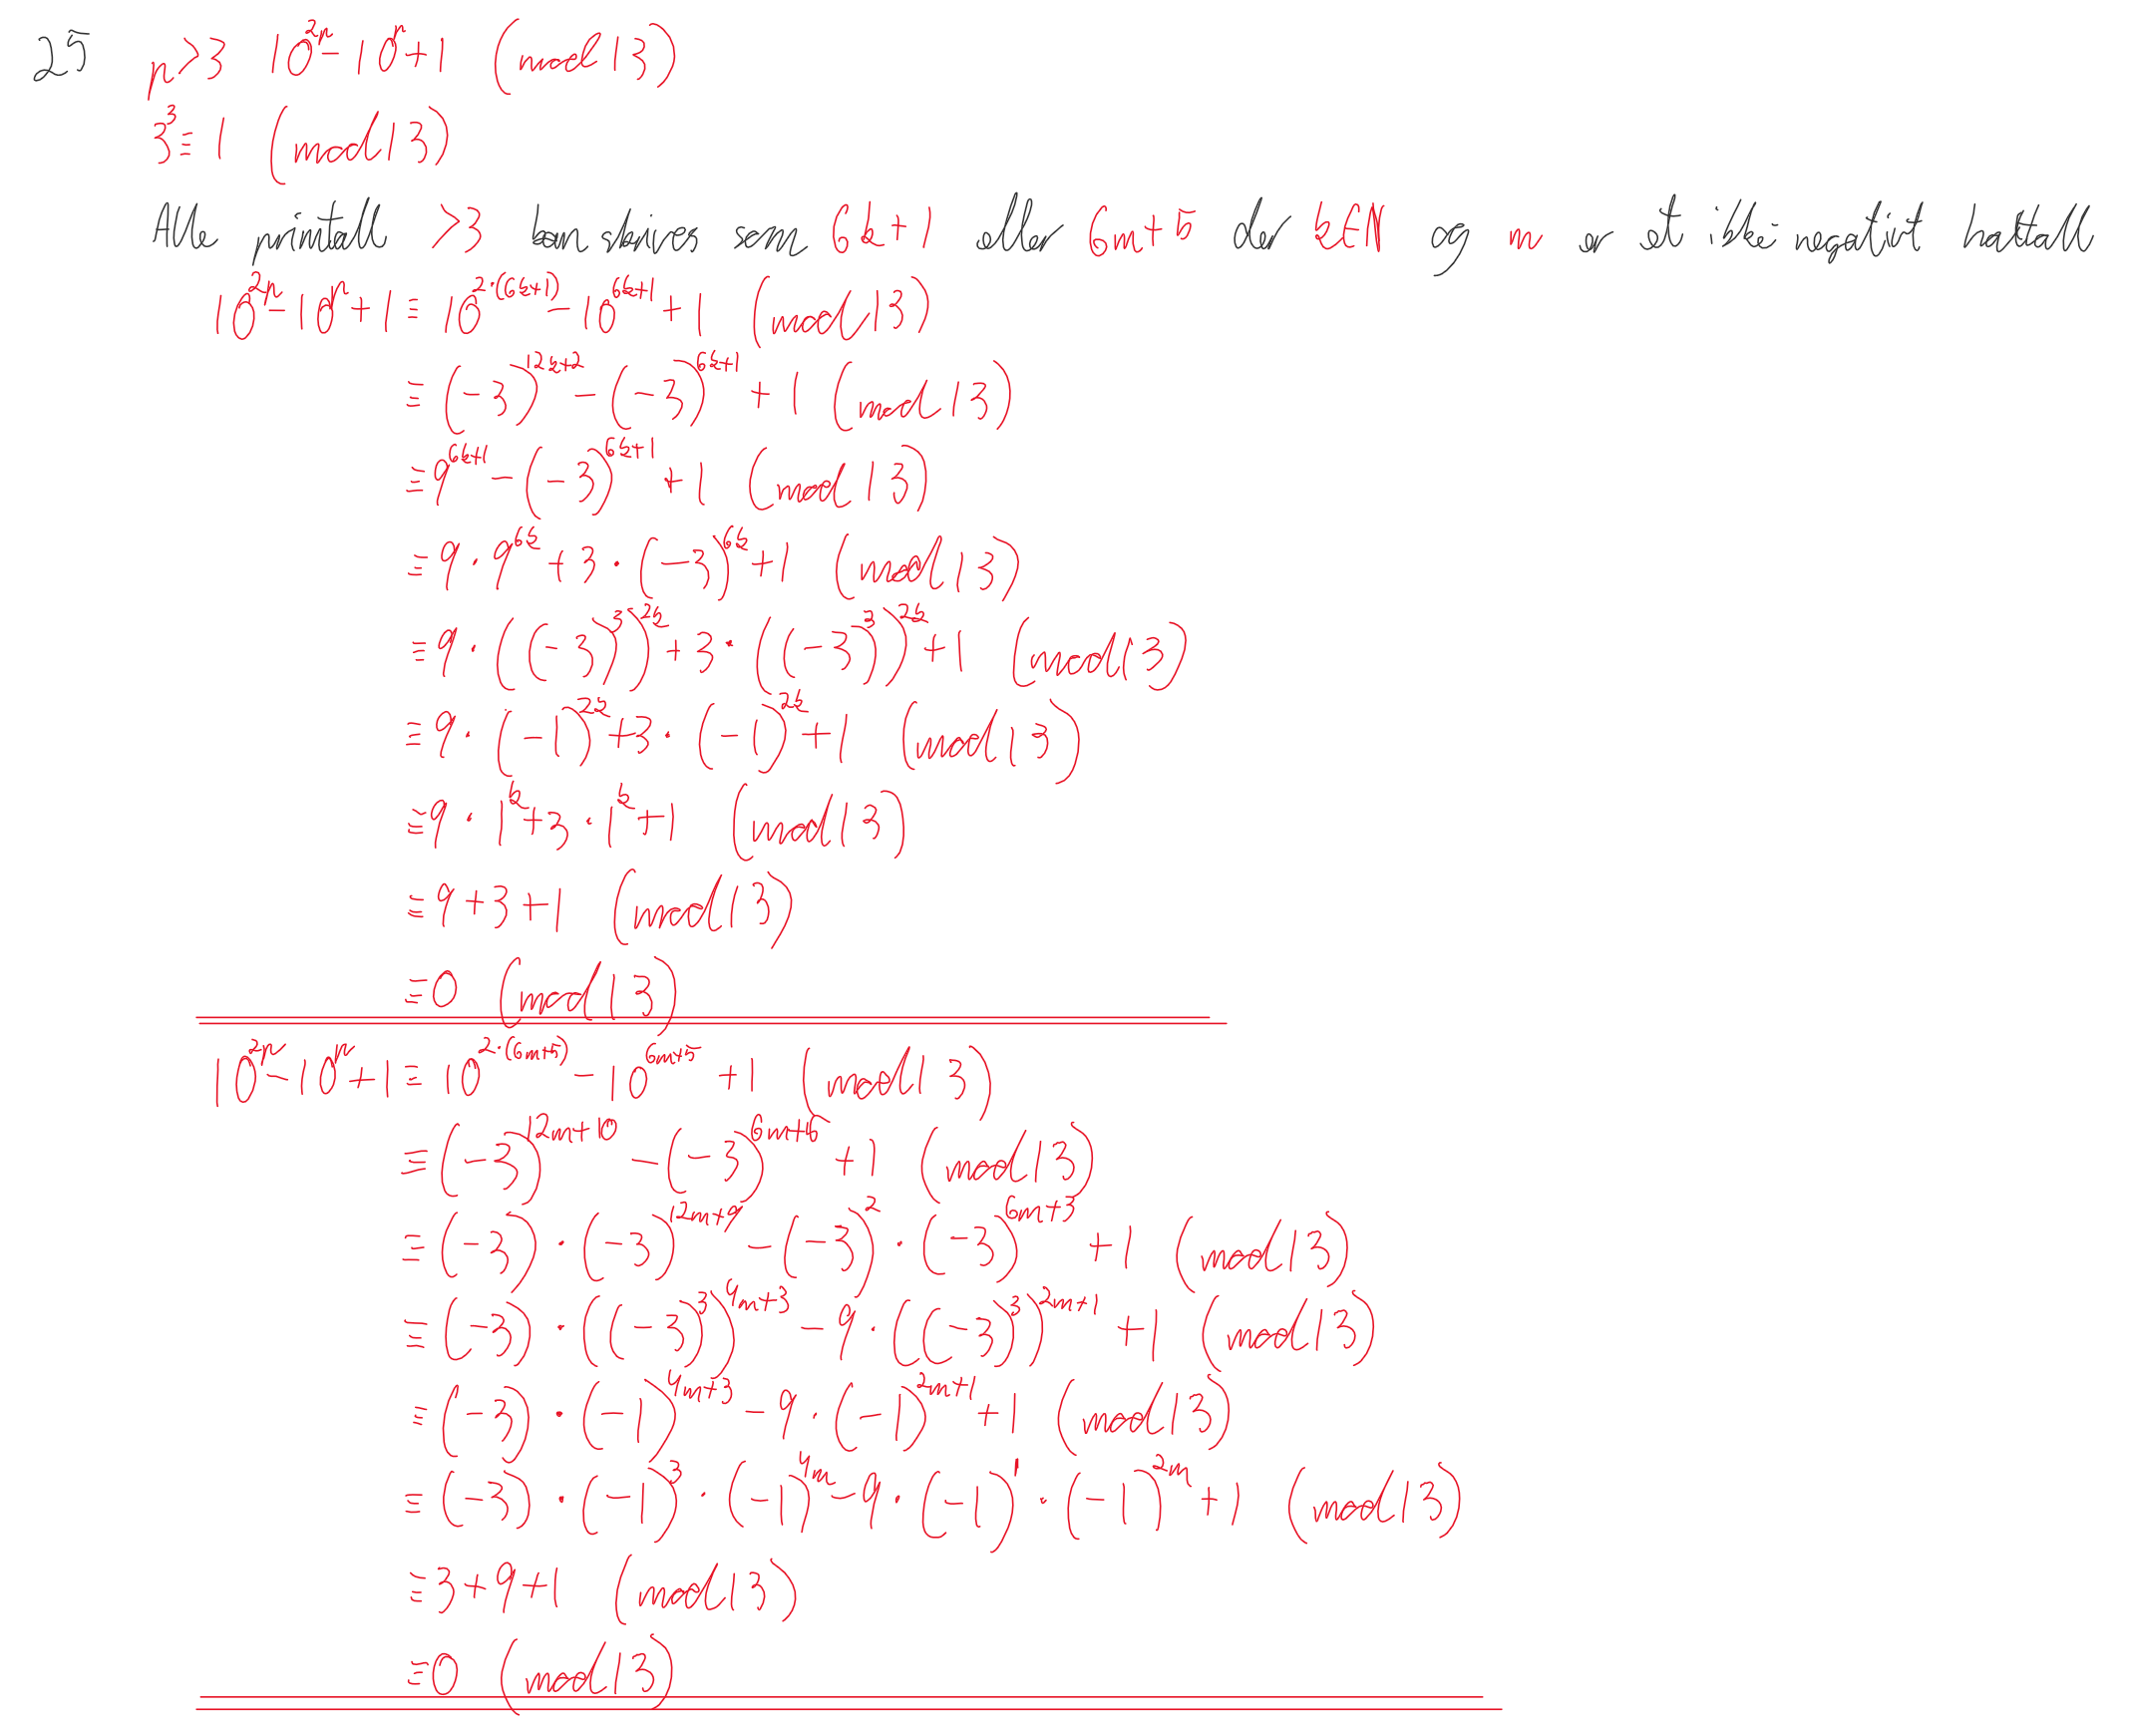 25 p>3 10^{2p}-10^{p}+1 (mod 13)
3^{3}≡1 (mod 13)
Alle primtall >3 kan skrives som 6k+1 eller 6m+5 der k∈ℕ og m er et ikke-negativt heltall
10^{2p}-10^{p}+1≡10^{2·(6k+1)}-10^{6k+1}+1 (mod 13)
≡(-3)^{12k+2}-(-3)^{6k+1}+1 (mod 13)
≡9^{6k+1}-(-3)^{6k+1}+1 (mod 13)
≡9·9^{6k}+3·(-3)^{6k}+1 (mod 13)
≡9·((-3)^{3})^{2k}+3·((-3)^{3})^{2k}+1 (mod 13)
≡9·(-1)^{2k}+3·(-1)^{2k}+1 (mod 13)
≡9·1^{k}+3·1^{k}+1 (mod 13)
≡9+3+1 (mod 13)
≡0 (mod 13)
10^{2p}-10^{p}+1≡10^{2·(6m+5)}-10^{6m+5}+1 (mod 13)
≡(-3)^{12m+10}-(-3)^{6m+5}+1 (mod 13)
≡(-3)·(-3)^{12m+9}-(-3)^{2}·(-3)^{6m+3}+1 (mod 13)
≡(-3)·((-3)^{3})^{4m+3}-9·((-3)^{3})^{2m+1}+1 (mod 13)
≡(-3)·(-1)^{4m+3}-9·(-1)^{2m+1}+1 (mod 13)
≡(-3)·(-1)^{3}·(-1)^{4m}-9·(-1)^{1}·(-1)^{2m}+1 (mod 13)
≡3+9+1 (mod 13)
≡0 (mod 13)